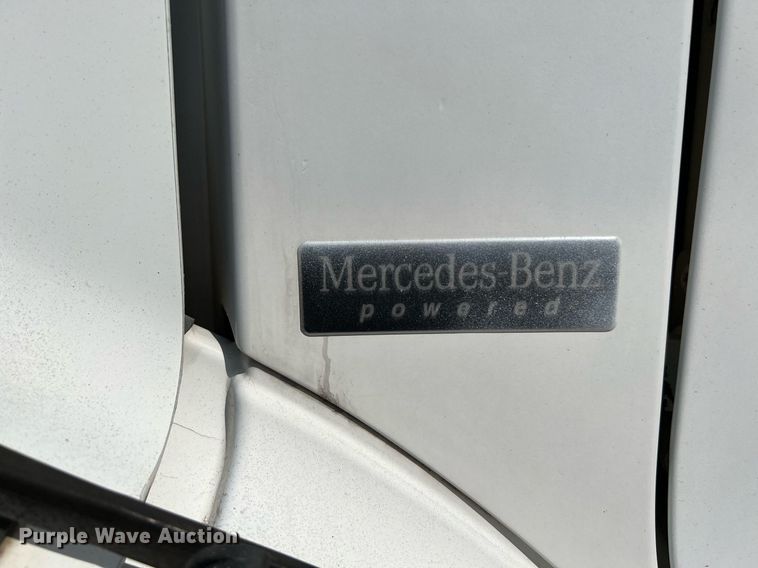 Mercedes-Benz
powered
Purple Wave Auction